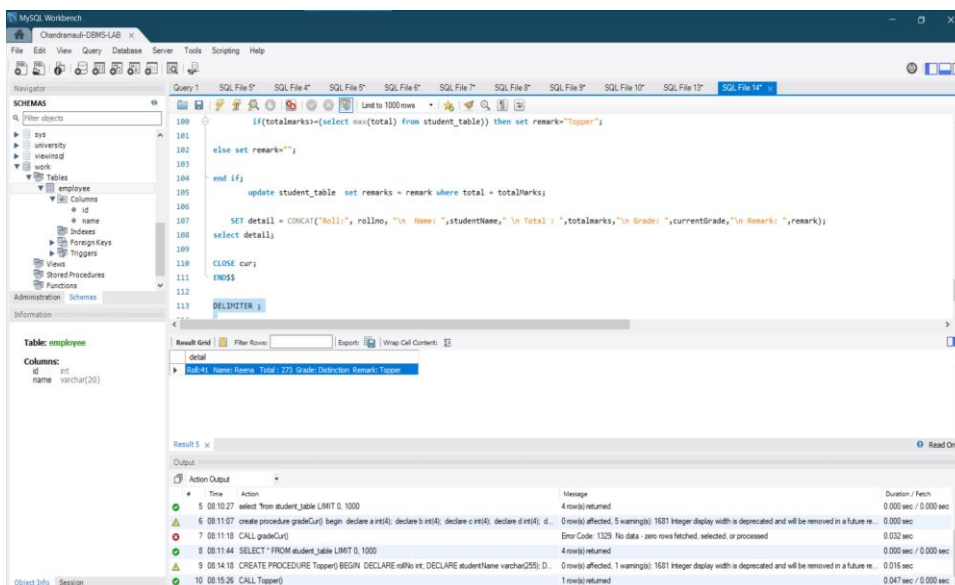 MySQL Workbench
Chandramauli-DBMS-LAB ×
File Edit View Query Database Server Tools Scripting Help
Navigator
SCHEMAS
Filter objects
sys
university
viewinsql
work
Tables
employee
Columns
id
name
Indexes
Foreign Keys
Triggers
Views
Stored Procedures
Functions
Administration Schemas
Information
Table: employee
Columns:
id int
name varchar(20)
Object Info Session
Query 1 SQL File 5* SQL File 4* SQL File 5* SQL File 6* SQL File 7* SQL File 8* SQL File 9* SQL File 10* SQL File 13* SQL File 14* ×
Limit to 1000 rows
100 if(totalmarks>=(select max(total) from student_table)) then set remark="Topper";
101
102 else set remark="";
103
104 end if;
105 update student_table set remarks = remark where total = totalMarks;
106
107 SET detail = CONCAT("Roll:", rollno, "\n Name: ",studentName," \n Total : ",totalmarks,"\n Grade: ",currentGrade,"\n Remark: ",remark);
108 select detail;
109
110 CLOSE cur;
111 END$$
112
113 DELIMITER ;
Result Grid Filter Rows: Export: Wrap Cell Content:
detail
Roll:41 Name: Reena Total : 273 Grade: Distinction Remark: Topper
Result 5 × Read On
Output
Action Output
# Time Action Message Duration / Fetch
5 08:10:27 select *from student_table LIMIT 0, 1000 4 row(s) returned 0.000 sec / 0.000 sec
6 08:11:07 create procedure gradeCur() begin declare a int(4); declare b int(4); declare c int(4); declare d int(4); d... 0 row(s) affected, 5 warning(s): 1681 Integer display width is deprecated and will be removed in a future re... 0.000 sec
7 08:11:18 CALL gradeCur() Error Code: 1329. No data - zero rows fetched, selected, or processed 0.032 sec
8 08:11:44 SELECT * FROM student_table LIMIT 0, 1000 4 row(s) returned 0.000 sec / 0.000 sec
9 08:14:18 CREATE PROCEDURE Topper() BEGIN DECLARE rollNo int; DECLARE studentName varchar(255); D... 0 row(s) affected, 1 warning(s): 1681 Integer display width is deprecated and will be removed in a future re... 0.016 sec
10 08:15:26 CALL Topper() 1 row(s) returned 0.047 sec / 0.000 sec